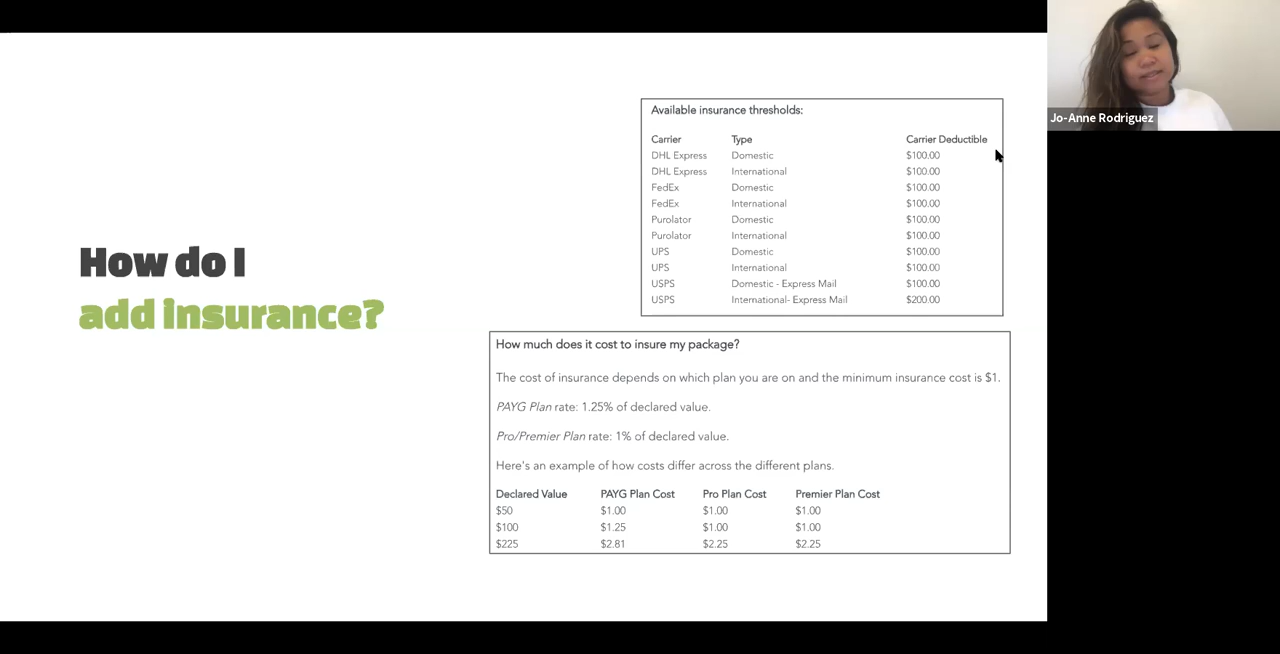 How do I
add insurance?
Available insurance thresholds:
Carrier Type Carrier Deductible
DHL Express Domestic $100.00
DHL Express International $100.00
FedEx Domestic $100.00
FedEx International $100.00
Purolator Domestic $100.00
Purolator International $100.00
UPS Domestic $100.00
UPS International $100.00
USPS Domestic - Express Mail $100.00
USPS International- Express Mail $200.00
How much does it cost to insure my package?
The cost of insurance depends on which plan you are on and the minimum insurance cost is $1.
PAYG Plan rate: 1.25% of declared value.
Pro/Premier Plan rate: 1% of declared value.
Here's an example of how costs differ across the different plans.
Declared Value PAYG Plan Cost Pro Plan Cost Premier Plan Cost
$50 $1.00 $1.00 $1.00
$100 $1.25 $1.00 $1.00
$225 $2.81 $2.25 $2.25
Jo-Anne Rodriguez